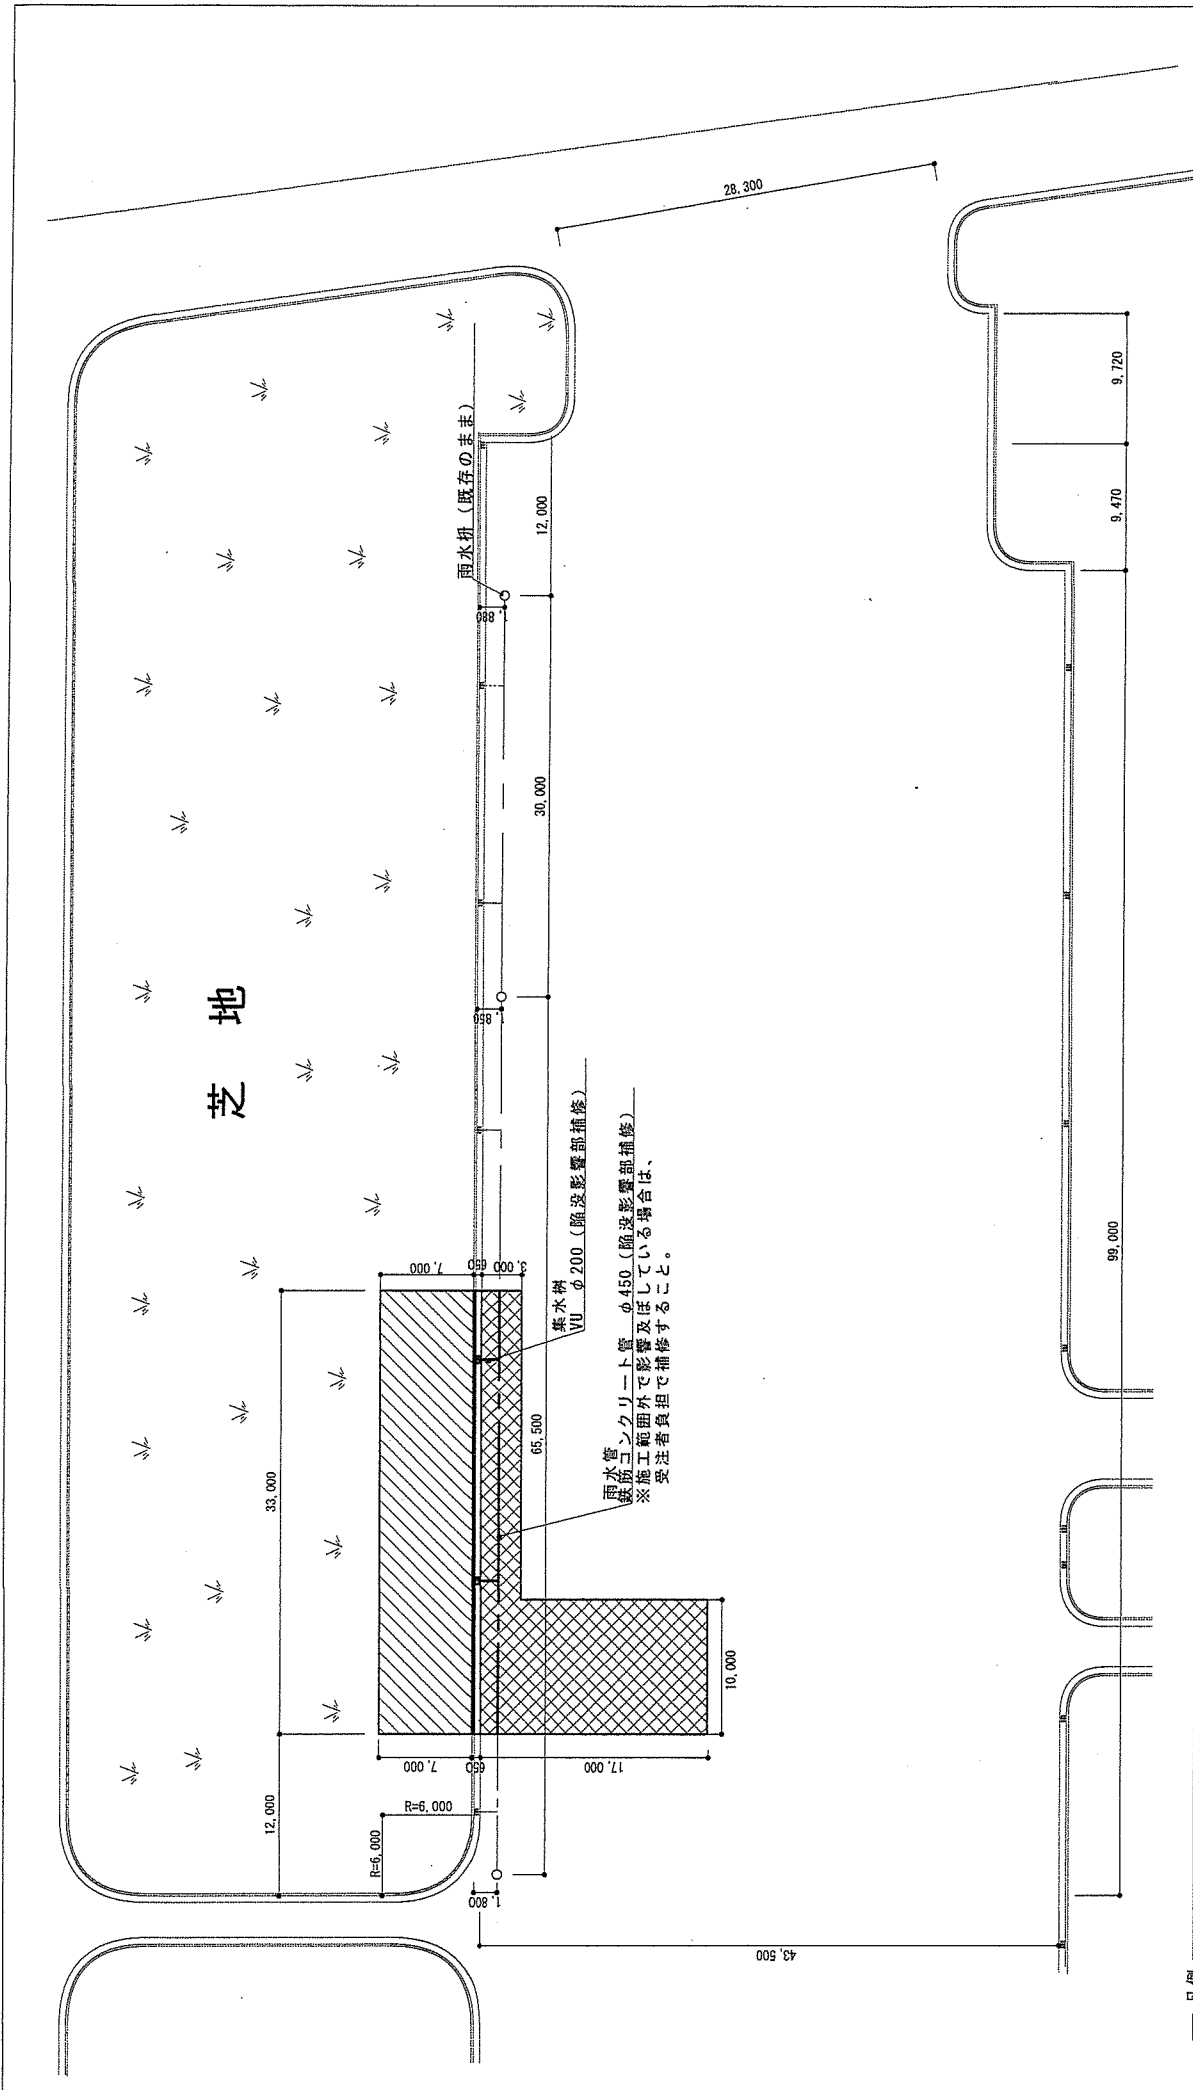 28,300
9,720
9,470
雨水枡（既存のまま）
12,000
1,880
30,000
1,850
芝 地
99,000
集水桝
VU φ200（陥没影響部補修）
雨水管
鉄筋コンクリート管 φ450（陥没影響部補修）
※施工範囲外で影響及ぼしている場合は、
受注者負担で補修すること。
7,000
650
3,000
33,000
65,500
10,000
12,000
7,000
650
17,000
R=6,000
R=6,000
1,800
43,500
凡例